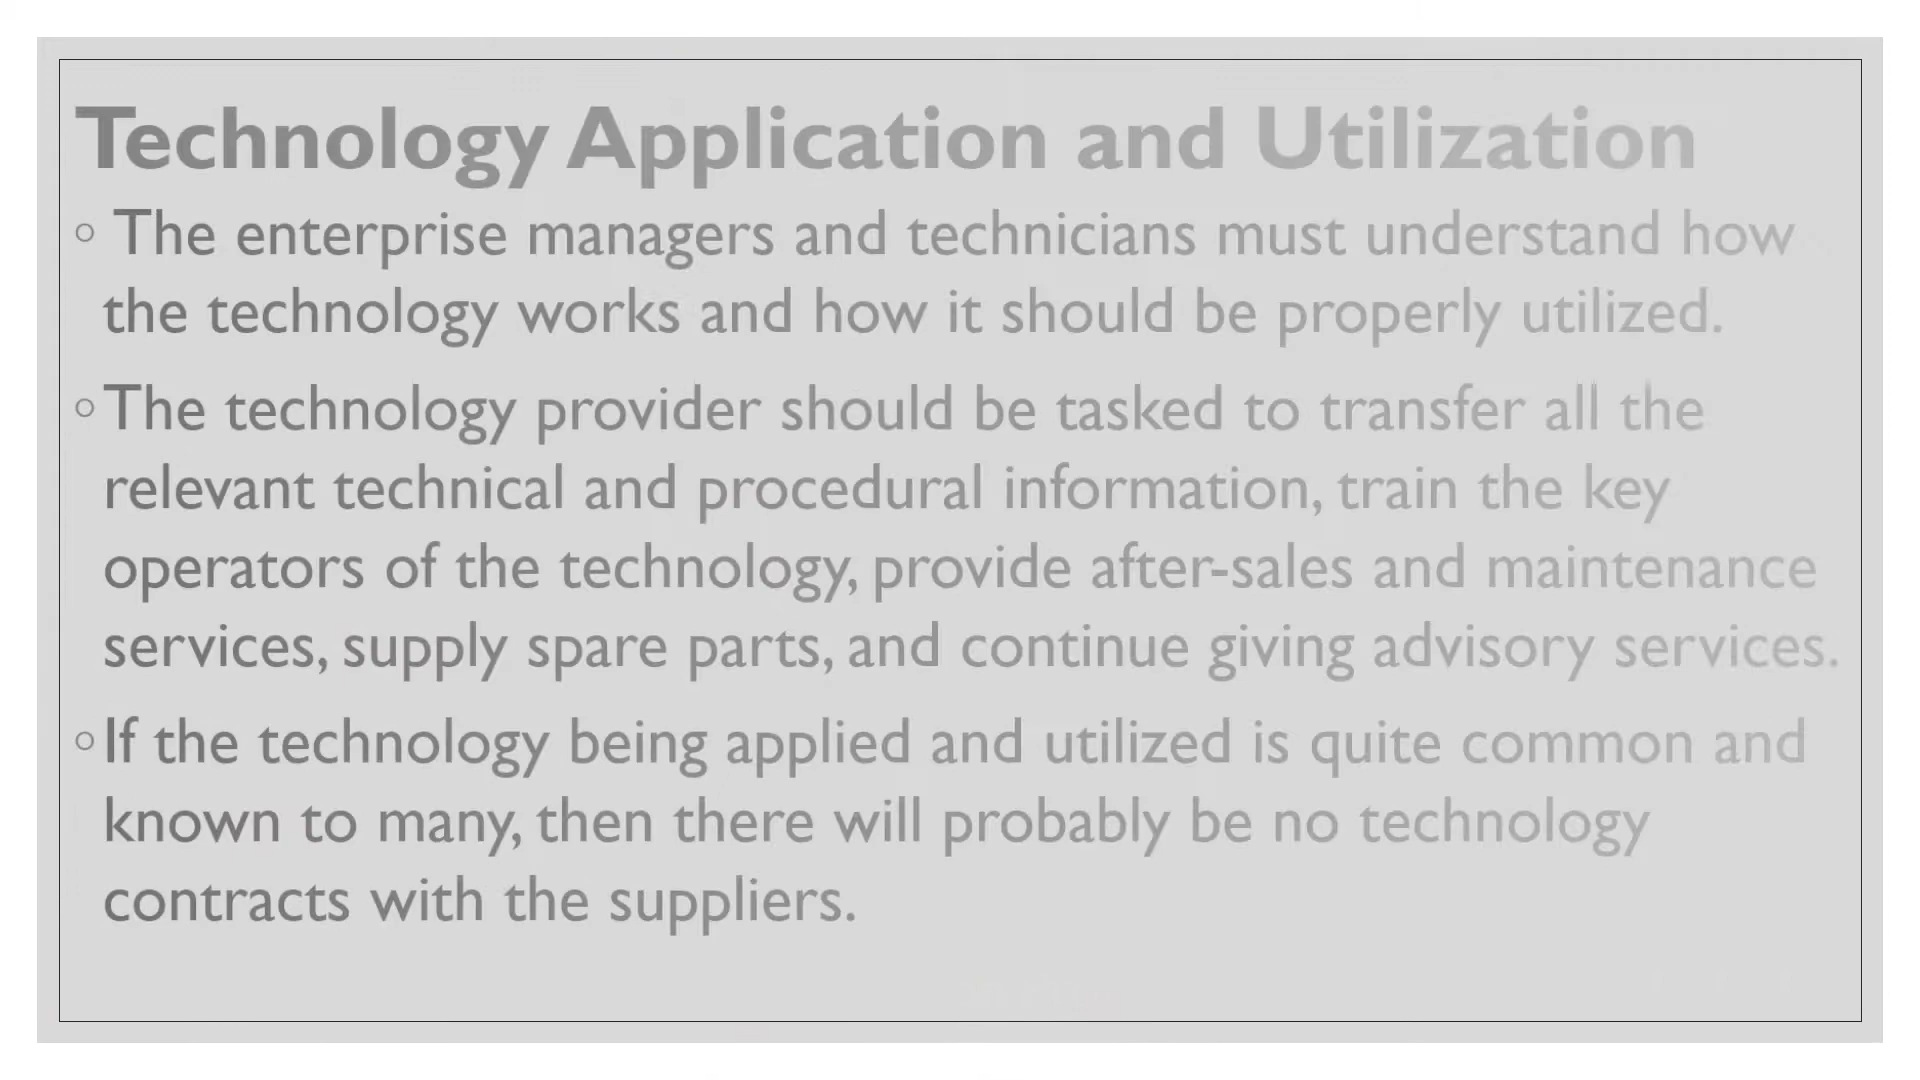 Technology Application and Utilization
◦ The enterprise managers and technicians must understand how
the technology works and how it should be properly utilized.
◦ The technology provider should be tasked to transfer all the
relevant technical and procedural information, train the key
operators of the technology, provide after-sales and maintenance
services, supply spare parts, and continue giving advisory services.
◦ If the technology being applied and utilized is quite common and
known to many, then there will probably be no technology
contracts with the suppliers.